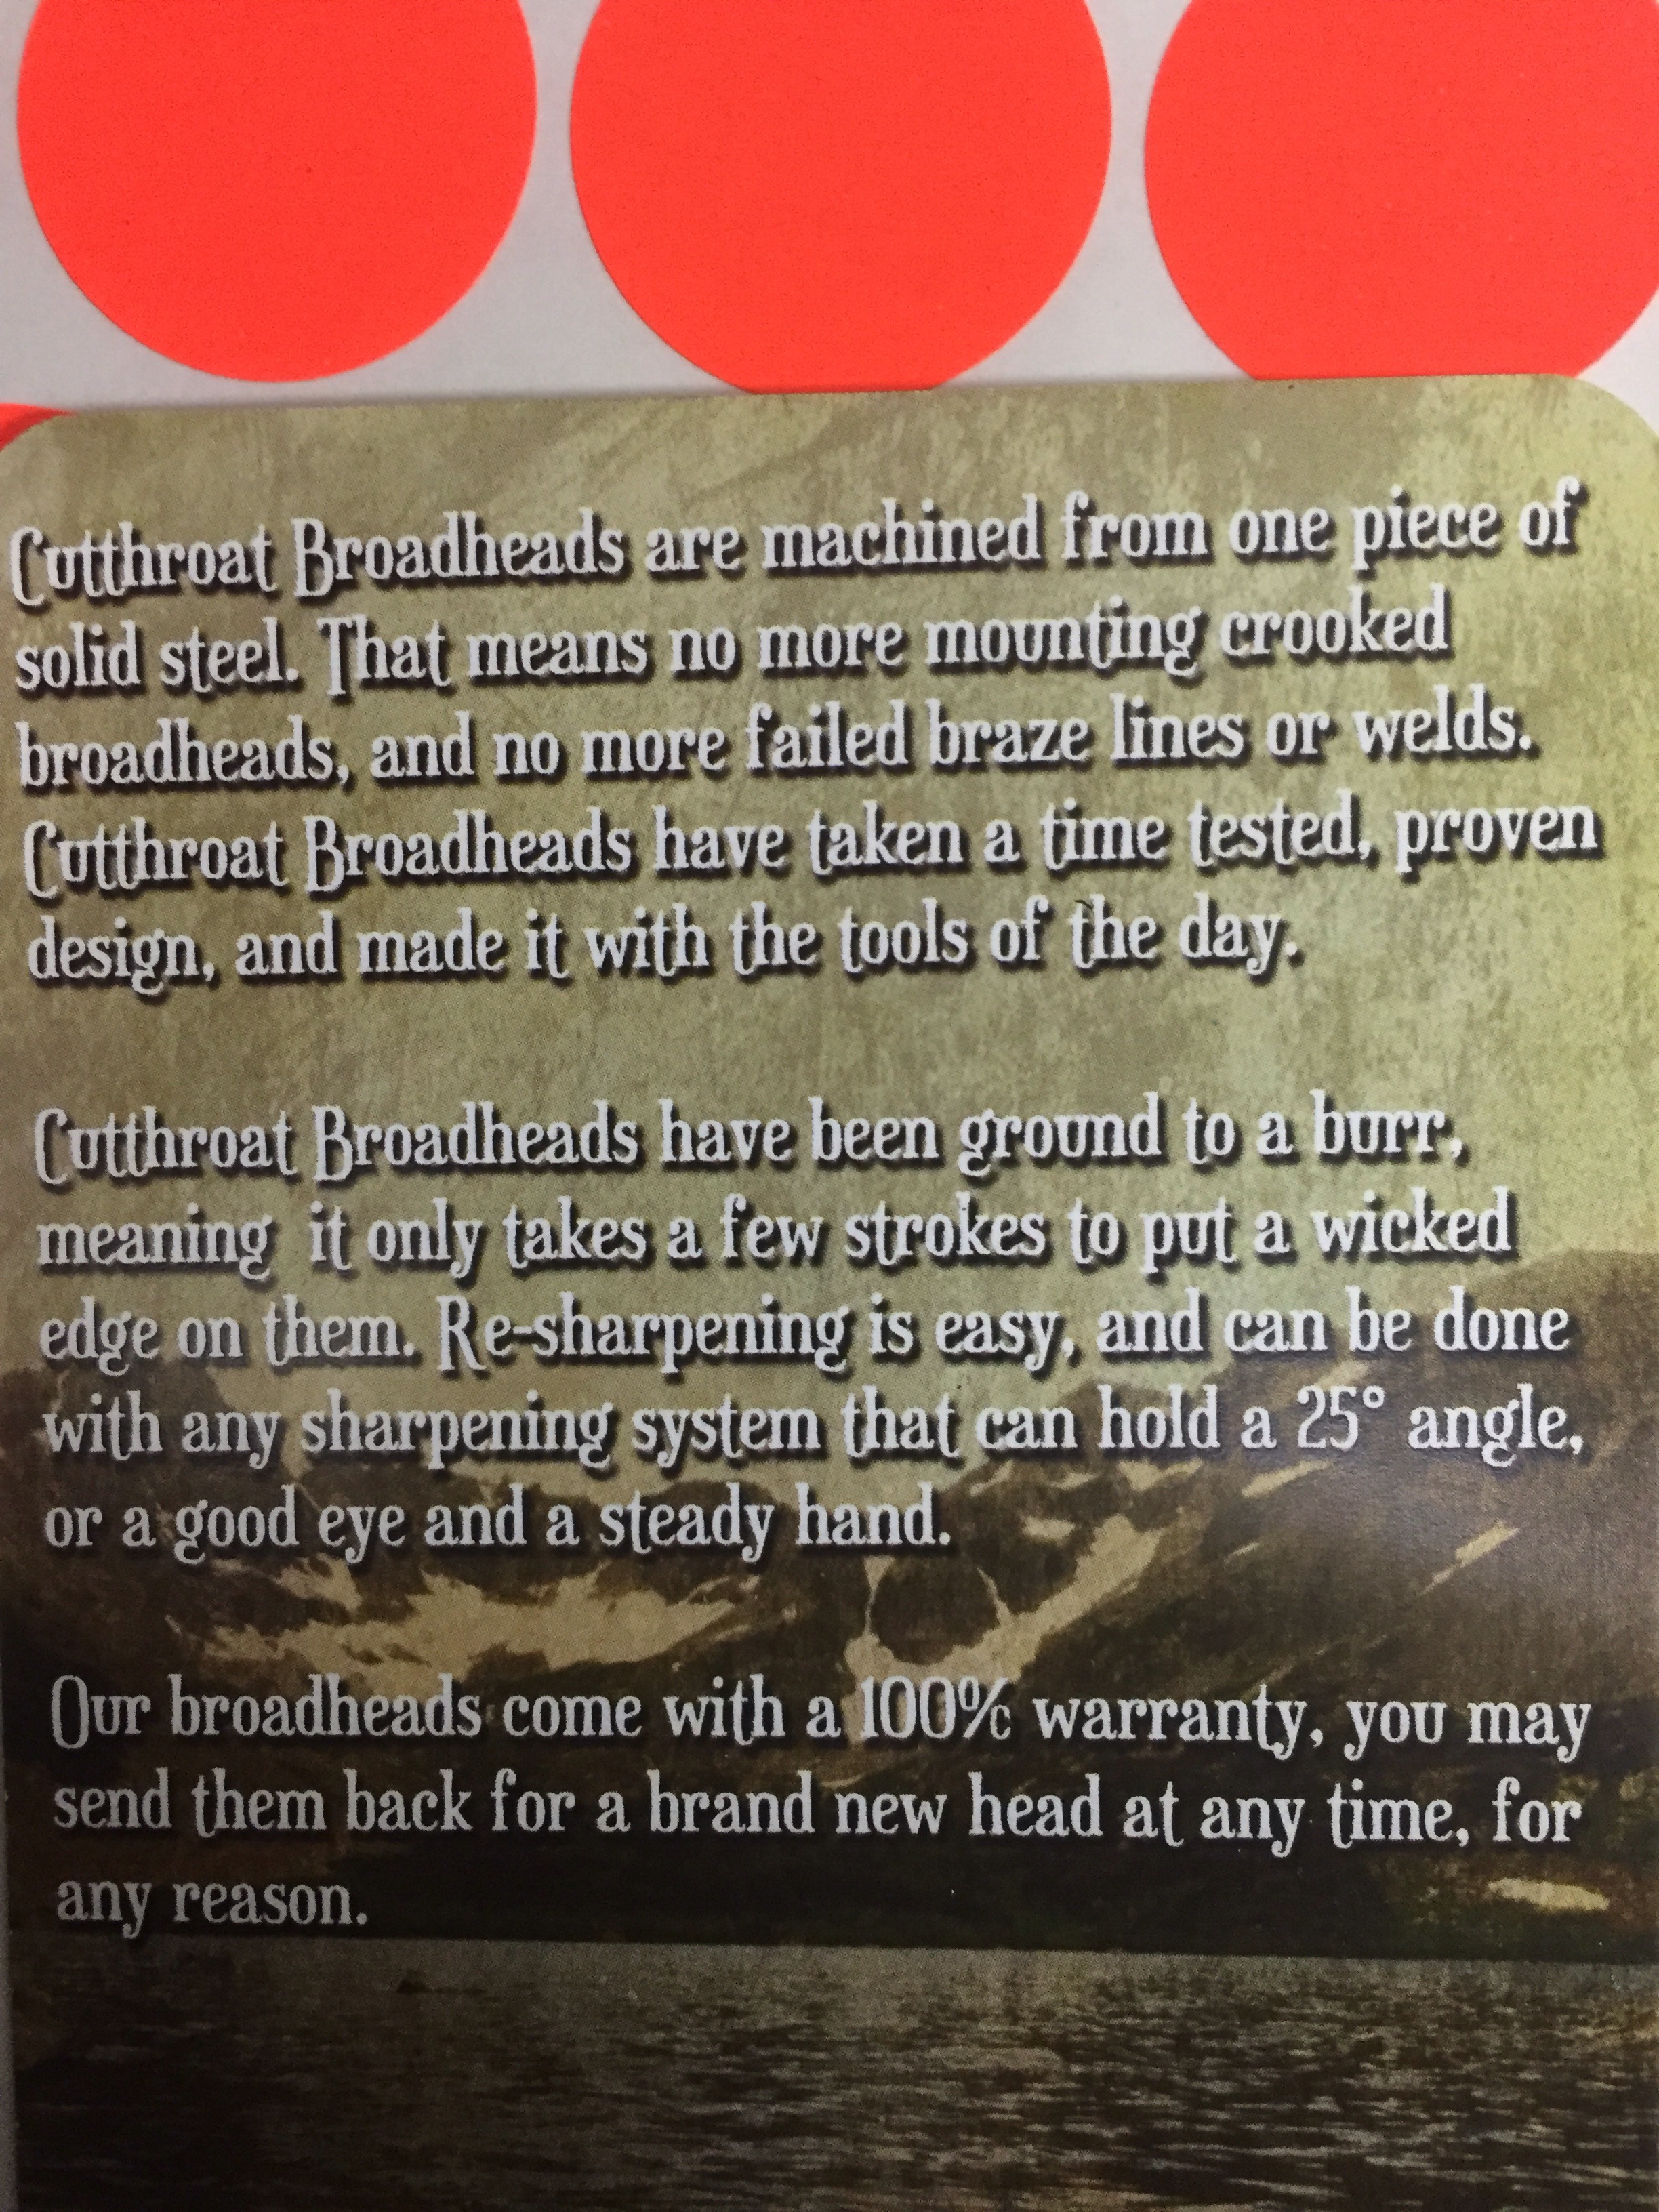 Cutthroat Broadheads are machined from one piece of
solid steel. That means no more mounting crooked
broadheads, and no more failed braze lines or welds.
Cutthroat Broadheads have taken a time tested, proven
design, and made it with the tools of the day.
Cutthroat Broadheads have been ground to a burr,
meaning  it only takes a few strokes to put a wicked
edge on them. Re-sharpening is easy, and can be done
with any sharpening system that can hold a 25° angle,
or a good eye and a steady hand.
Our broadheads come with a 100% warranty, you may
send them back for a brand new head at any time, for
any reason.